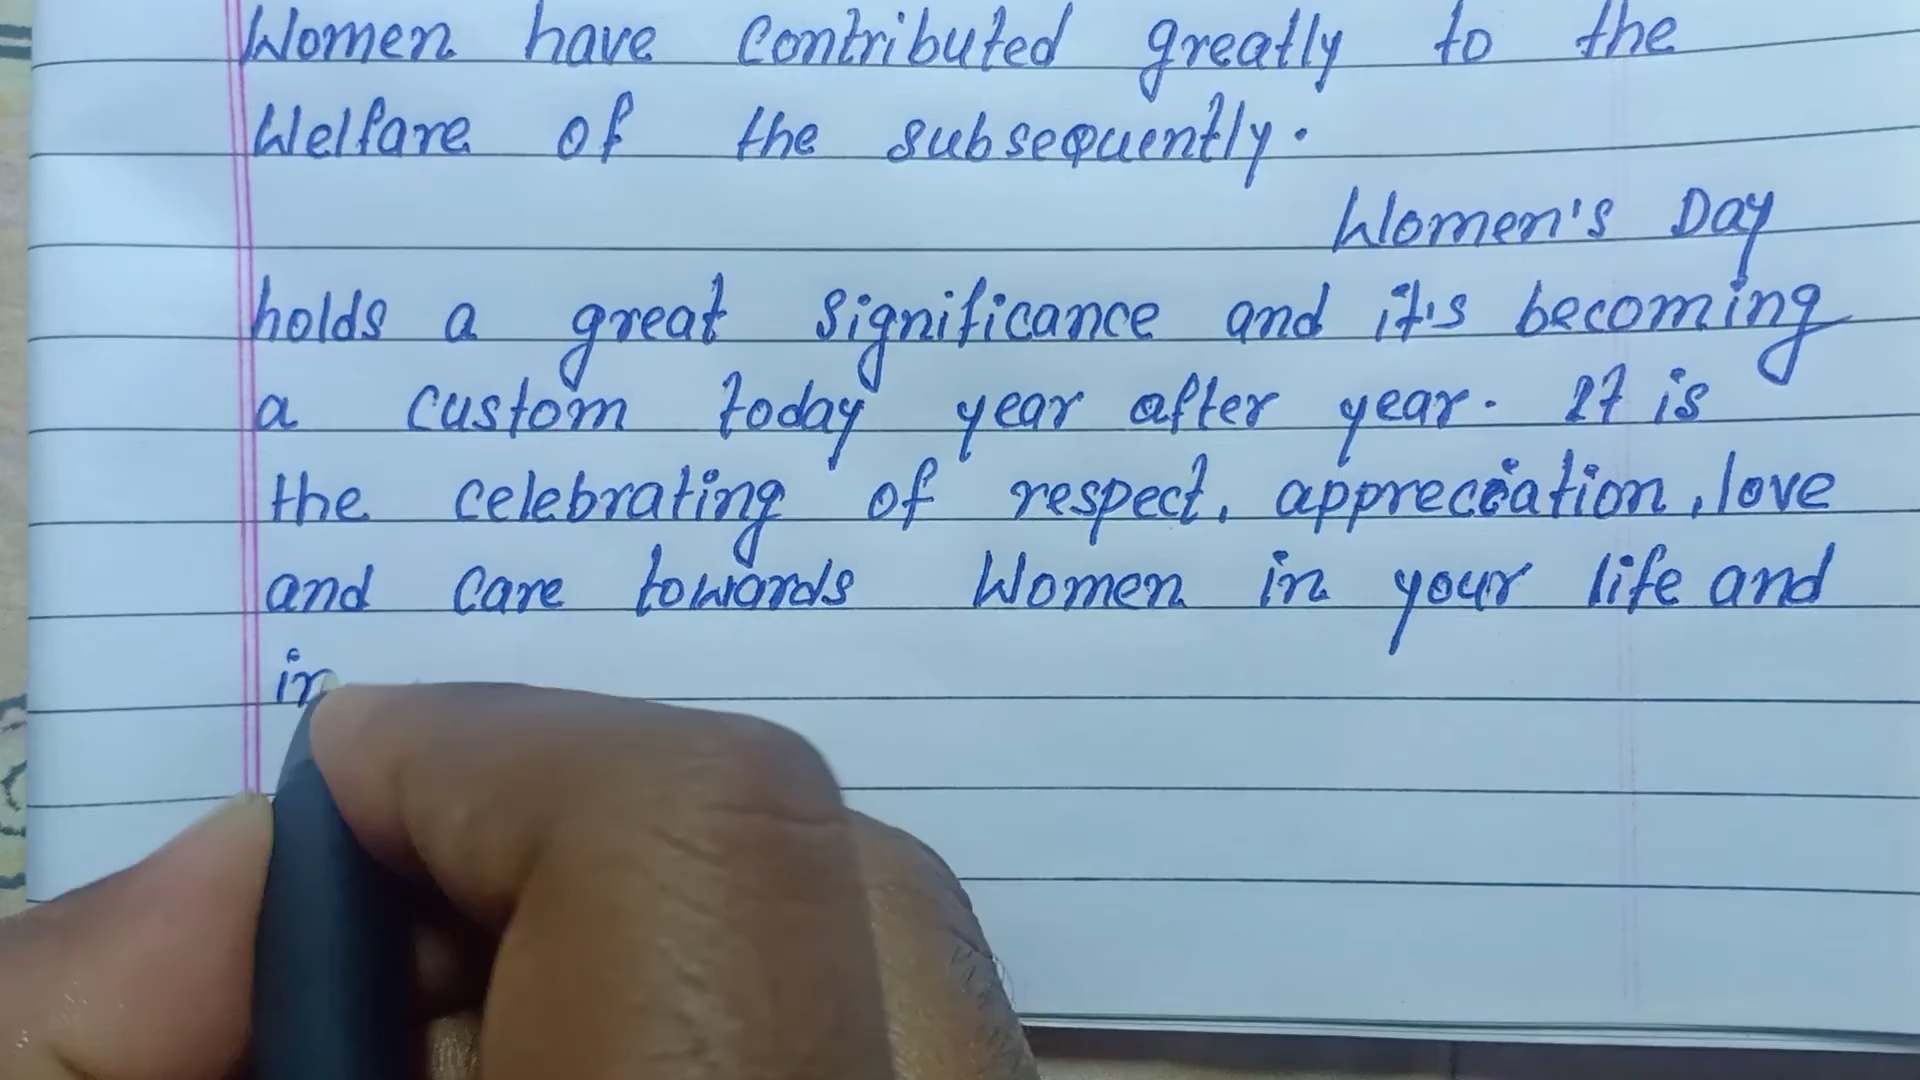 Women have contributed greatly to the
Welfare of the subsequently.
Women's Day
holds a great significance and it's becoming
a custom today year after year. It is
the celebrating of respect, appreciation, love
and care towards Women in your life and
in